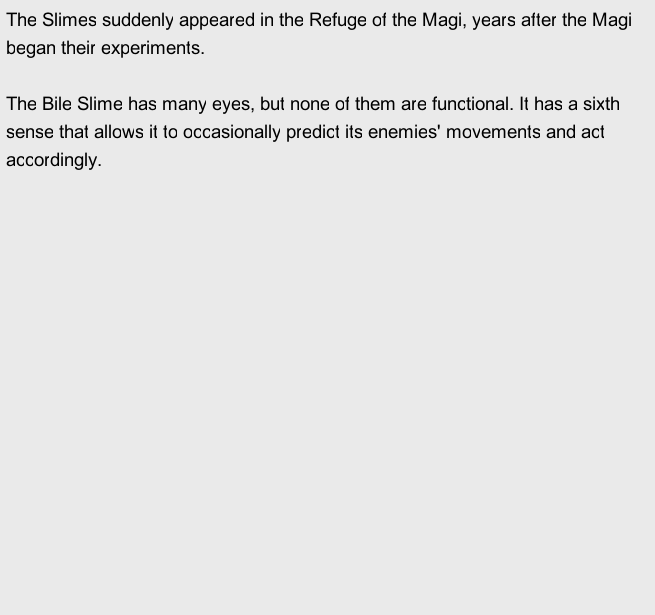 The Slimes suddenly appeared in the Refuge of the Magi, years after the Magi
began their experiments.
The Bile Slime has many eyes, but none of them are functional. It has a sixth
sense that allows it to occasionally predict its enemies' movements and act
accordingly.